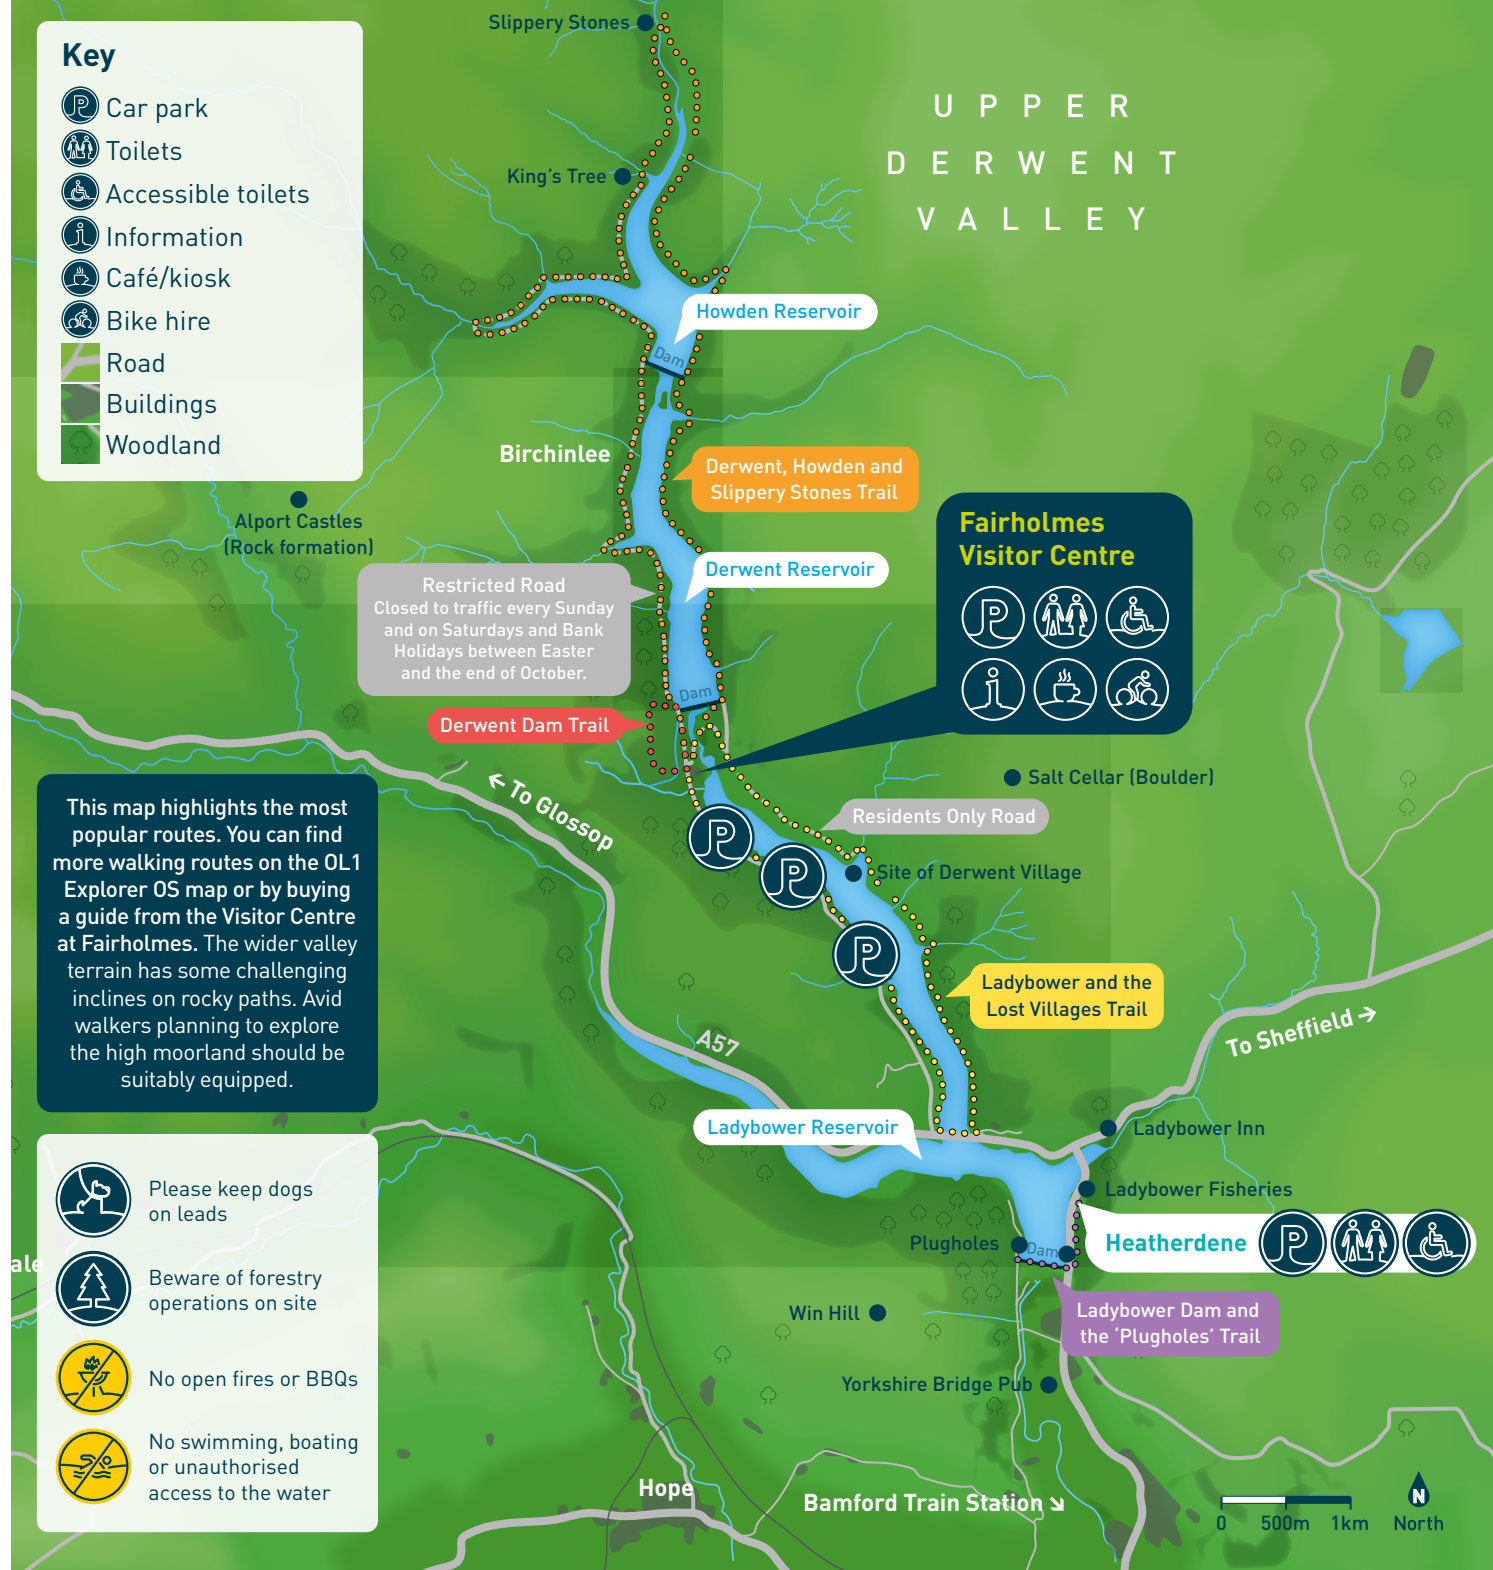 Slippery Stones
Key
Car park
Toilets
Accessible toilets
Information
Café/kiosk
Bike hire
Road
Buildings
Woodland
UPPER
DERWENT
VALLEY
King's Tree
Howden Reservoir
Dam
Birchinlee
Derwent, Howden and
Slippery Stones Trail
Alport Castles
(Rock formation)
Fairholmes
Visitor Centre
Derwent Reservoir
Restricted Road
Closed to traffic every Sunday
and on Saturdays and Bank
Holidays between Easter
and the end of October.
Dam
Derwent Dam Trail
← To Glossop
Salt Cellar (Boulder)
Residents Only Road
Site of Derwent Village
This map highlights the most
popular routes. You can find
more walking routes on the OL1
Explorer OS map or by buying
a guide from the Visitor Centre
at Fairholmes. The wider valley
terrain has some challenging
inclines on rocky paths. Avid
walkers planning to explore
the high moorland should be
suitably equipped.
Ladybower and the
Lost Villages Trail
A57
To Sheffield →
Ladybower Reservoir
Ladybower Inn
Ladybower Fisheries
Plugholes
Dam
Heatherdene
ale
Please keep dogs
on leads
Beware of forestry
operations on site
No open fires or BBQs
No swimming, boating
or unauthorised
access to the water
Win Hill
Ladybower Dam and
the 'Plugholes' Trail
Yorkshire Bridge Pub
Hope
Bamford Train Station ↘
0 500m 1km
N
North